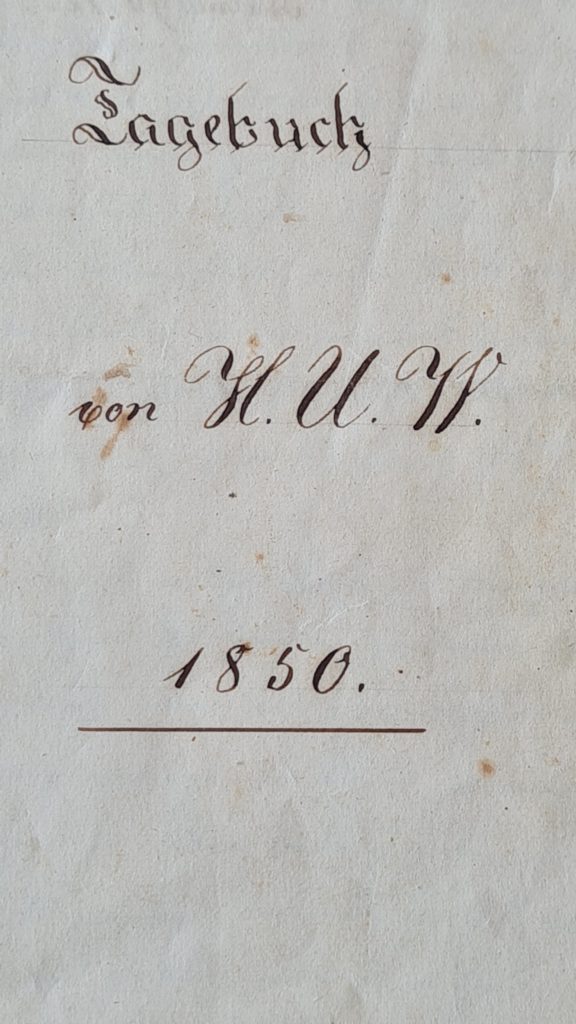 Tagebuch
von H. U. W.
1850.